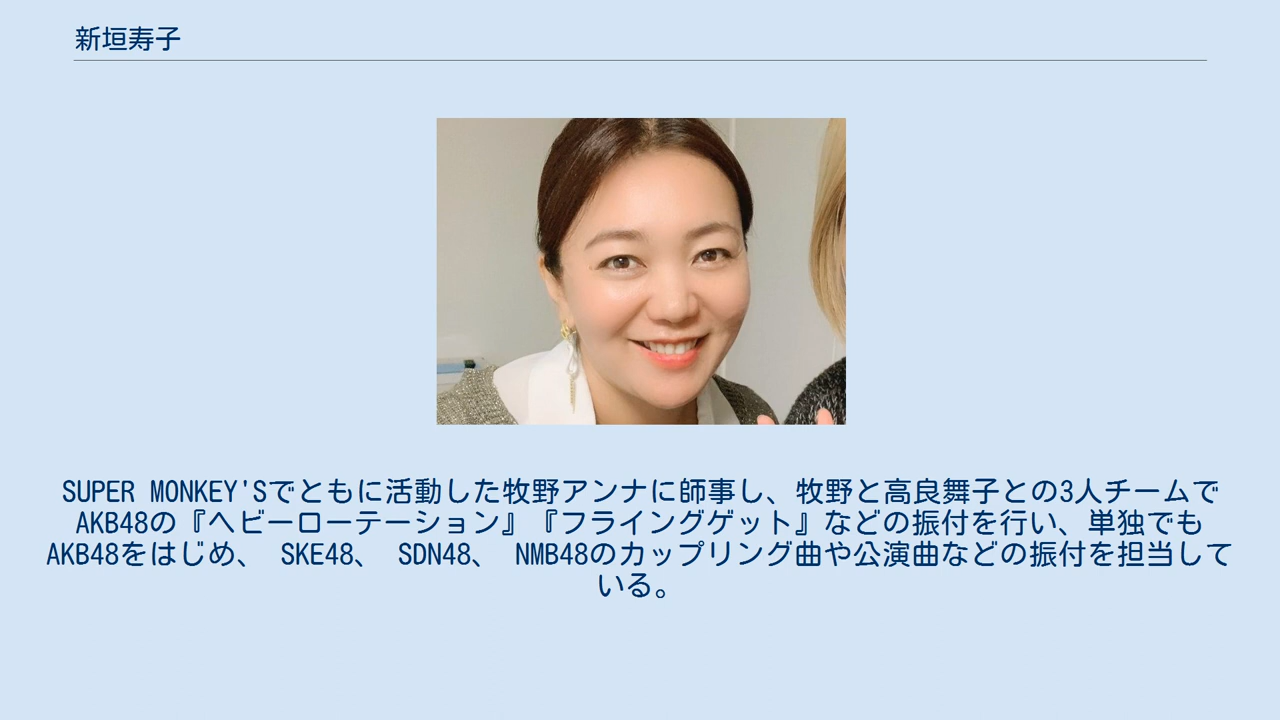 新垣寿子
SUPER MONKEY'Sでともに活動した牧野アンナに師事し、牧野と高良舞子との3人チームで
AKB48の『ヘビーローテーション』『フライングゲット』などの振付を行い、単独でも
AKB48をはじめ、 SKE48、 SDN48、 NMB48のカップリング曲や公演曲などの振付を担当して
いる。